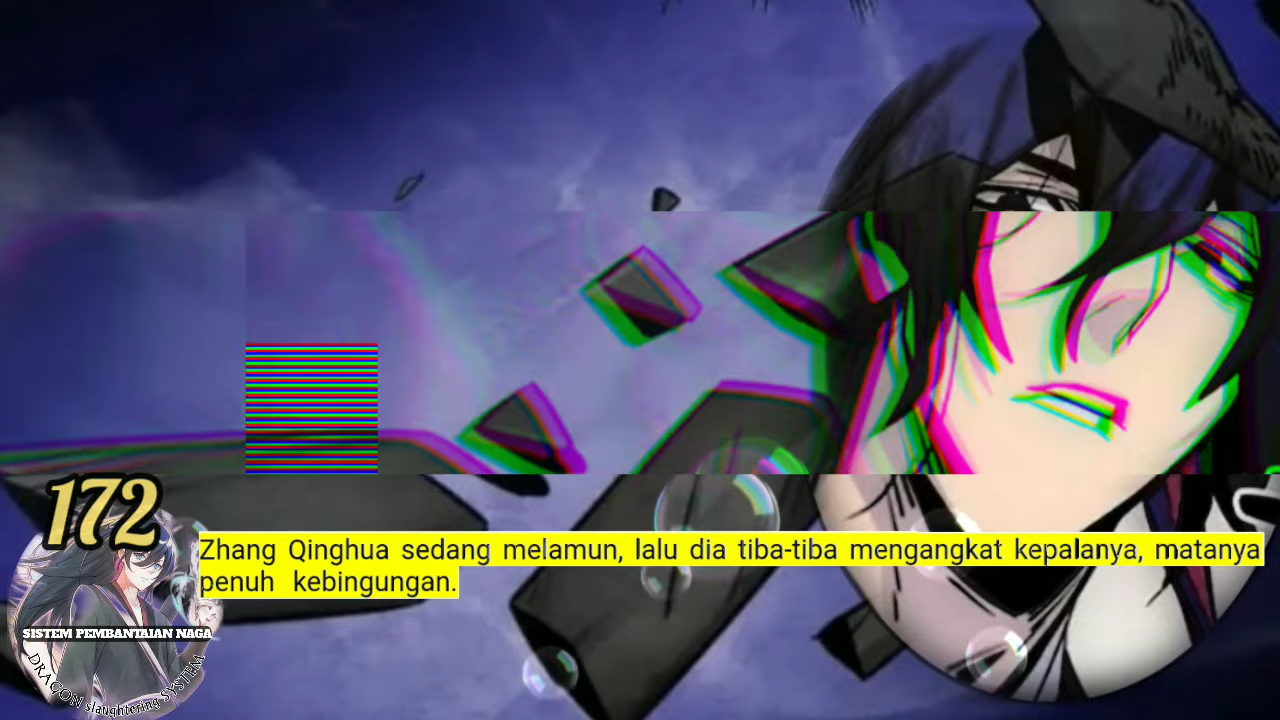 172
Zhang Qinghua sedang melamun, lalu dia tiba-tiba mengangkat kepalanya, matanya
penuh kebingungan.
SISTEM PEMBANTAIAN NAGA
DRAGON slaughtering SYSTEM